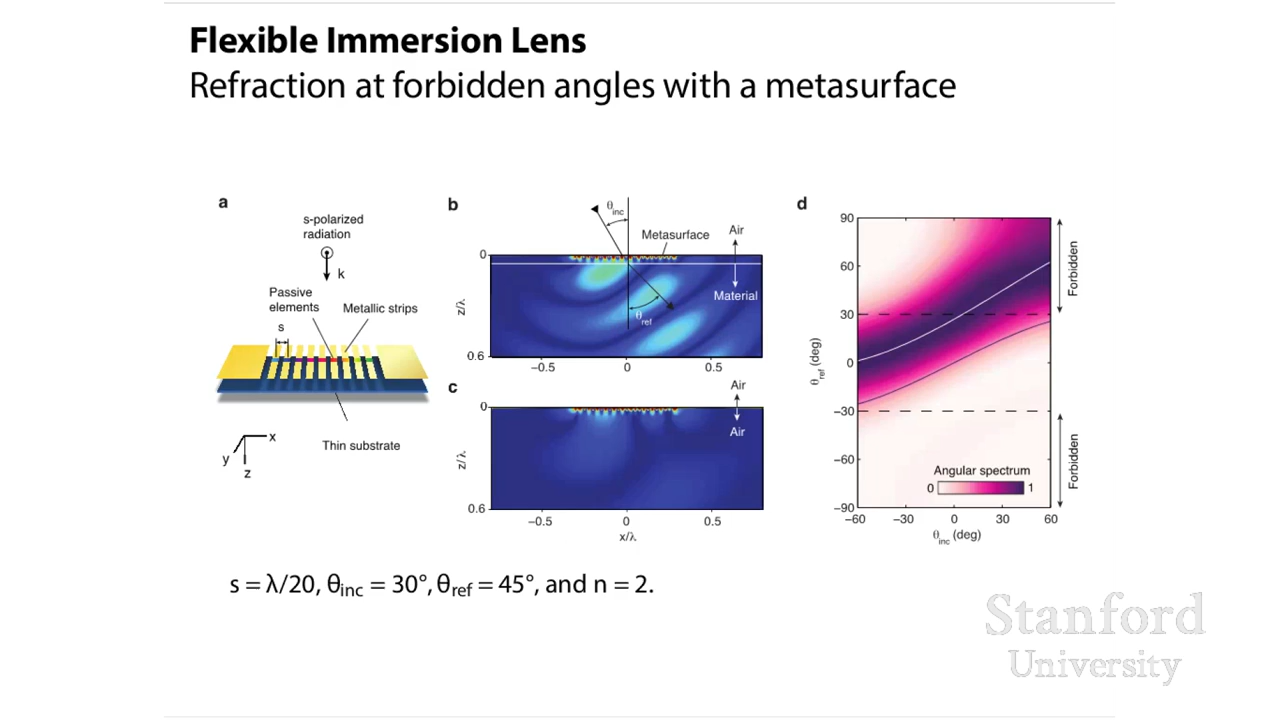 Flexible Immersion Lens
Refraction at forbidden angles with a metasurface
a
s-polarized
radiation
k
Passive
elements
Metallic strips
s
Thin substrate
x
y
z
b
θinc
Metasurface
Air
Material
θref
0
z/λ
0.6
−0.5
0
0.5
c
Air
Air
0
z/λ
0.6
−0.5
0
0.5
x/λ
d
90
60
30
0
−30
−60
−90
θref (deg)
Forbidden
Forbidden
Angular spectrum
0
1
−60
−30
0
30
60
θinc (deg)
s = λ/20, θinc = 30°, θref = 45°, and n = 2.
Stanford
University